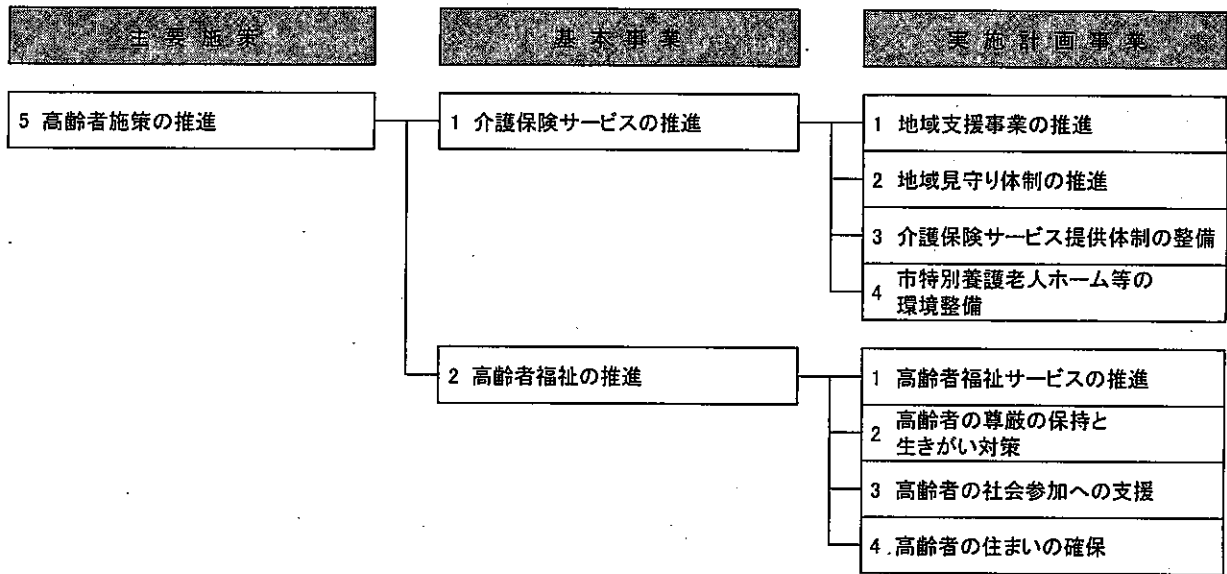 主要施策
基本事業
実施計画事業
5 高齢者施策の推進
1 介護保険サービスの推進
1 地域支援事業の推進
2 地域見守り体制の推進
3 介護保険サービス提供体制の整備
4 市特別養護老人ホーム等の
環境整備
2 高齢者福祉の推進
1 高齢者福祉サービスの推進
2 高齢者の尊厳の保持と
生きがい対策
3 高齢者の社会参加への支援
4 高齢者の住まいの確保